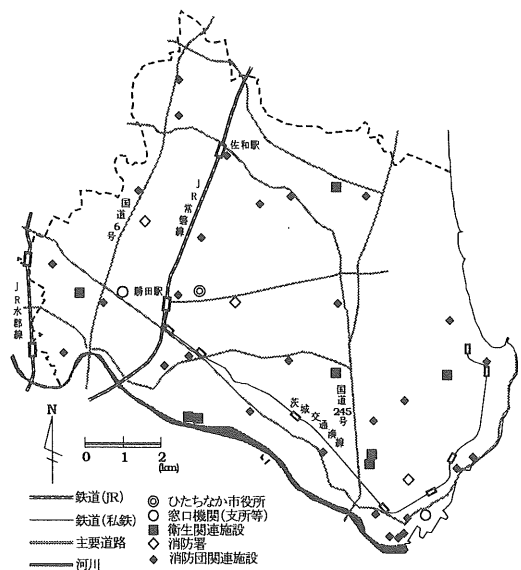 佐和駅
JR常磐線
国道6号
勝田駅
JR水郡線
国道245号
茨城交通湊線
N
0 1 2
(km)
鉄道(JR)
鉄道(私鉄)
主要道路
河川
ひたちなか市役所
窓口機関(支所等)
衛生関連施設
消防署
消防団関連施設